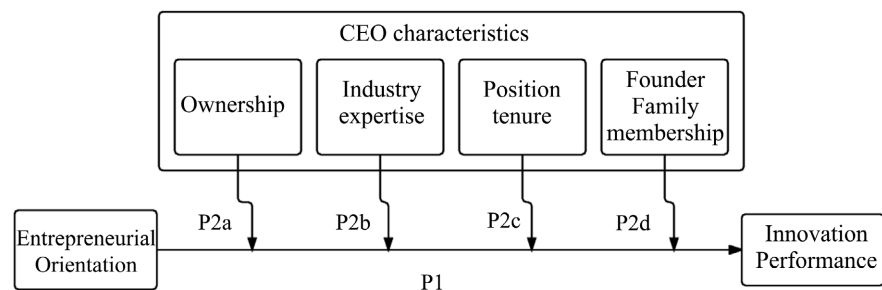 CEO characteristics
Ownership
Industry
expertise
Position
tenure
Founder
Family
membership
P2a
P2b
P2c
P2d
Entrepreneurial
Orientation
Innovation
Performance
P1